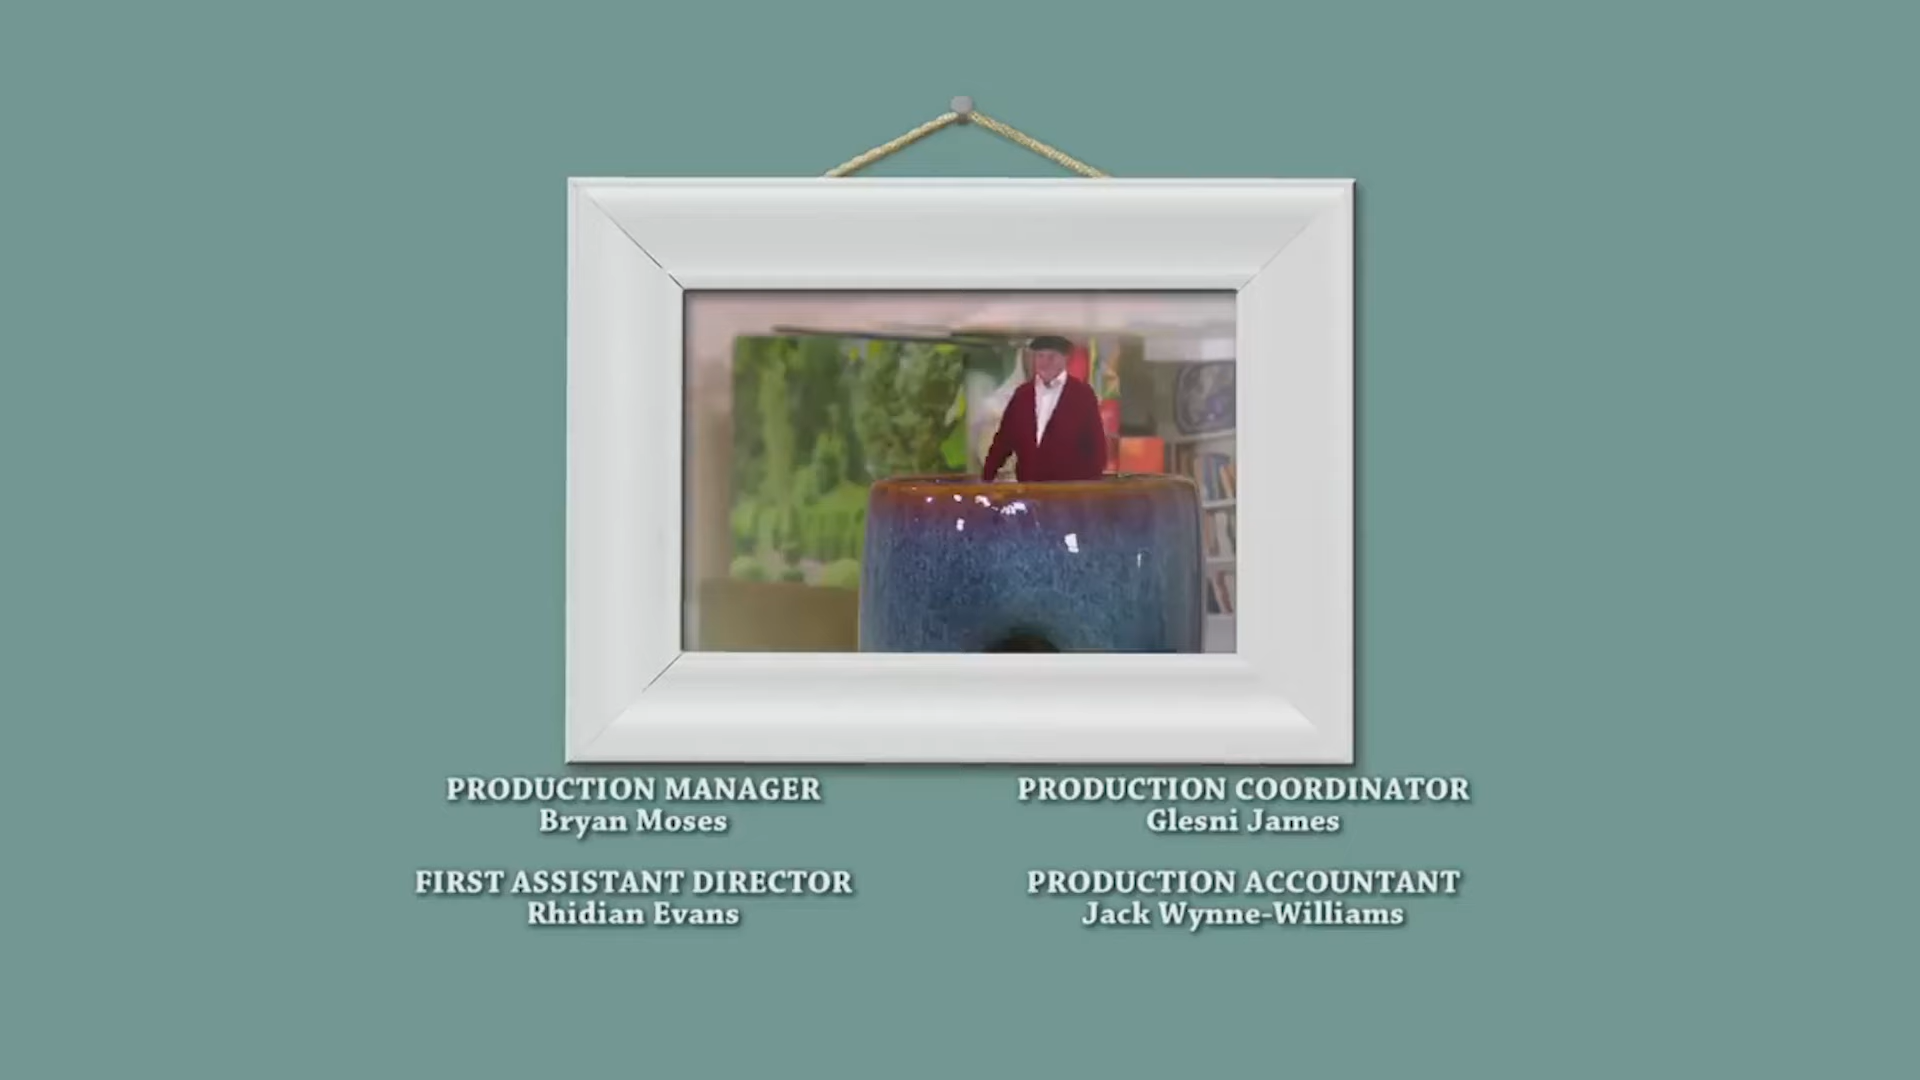 PRODUCTION MANAGER
Bryan Moses
PRODUCTION COORDINATOR
Glesni James
FIRST ASSISTANT DIRECTOR
Rhidian Evans
PRODUCTION ACCOUNTANT
Jack Wynne-Williams